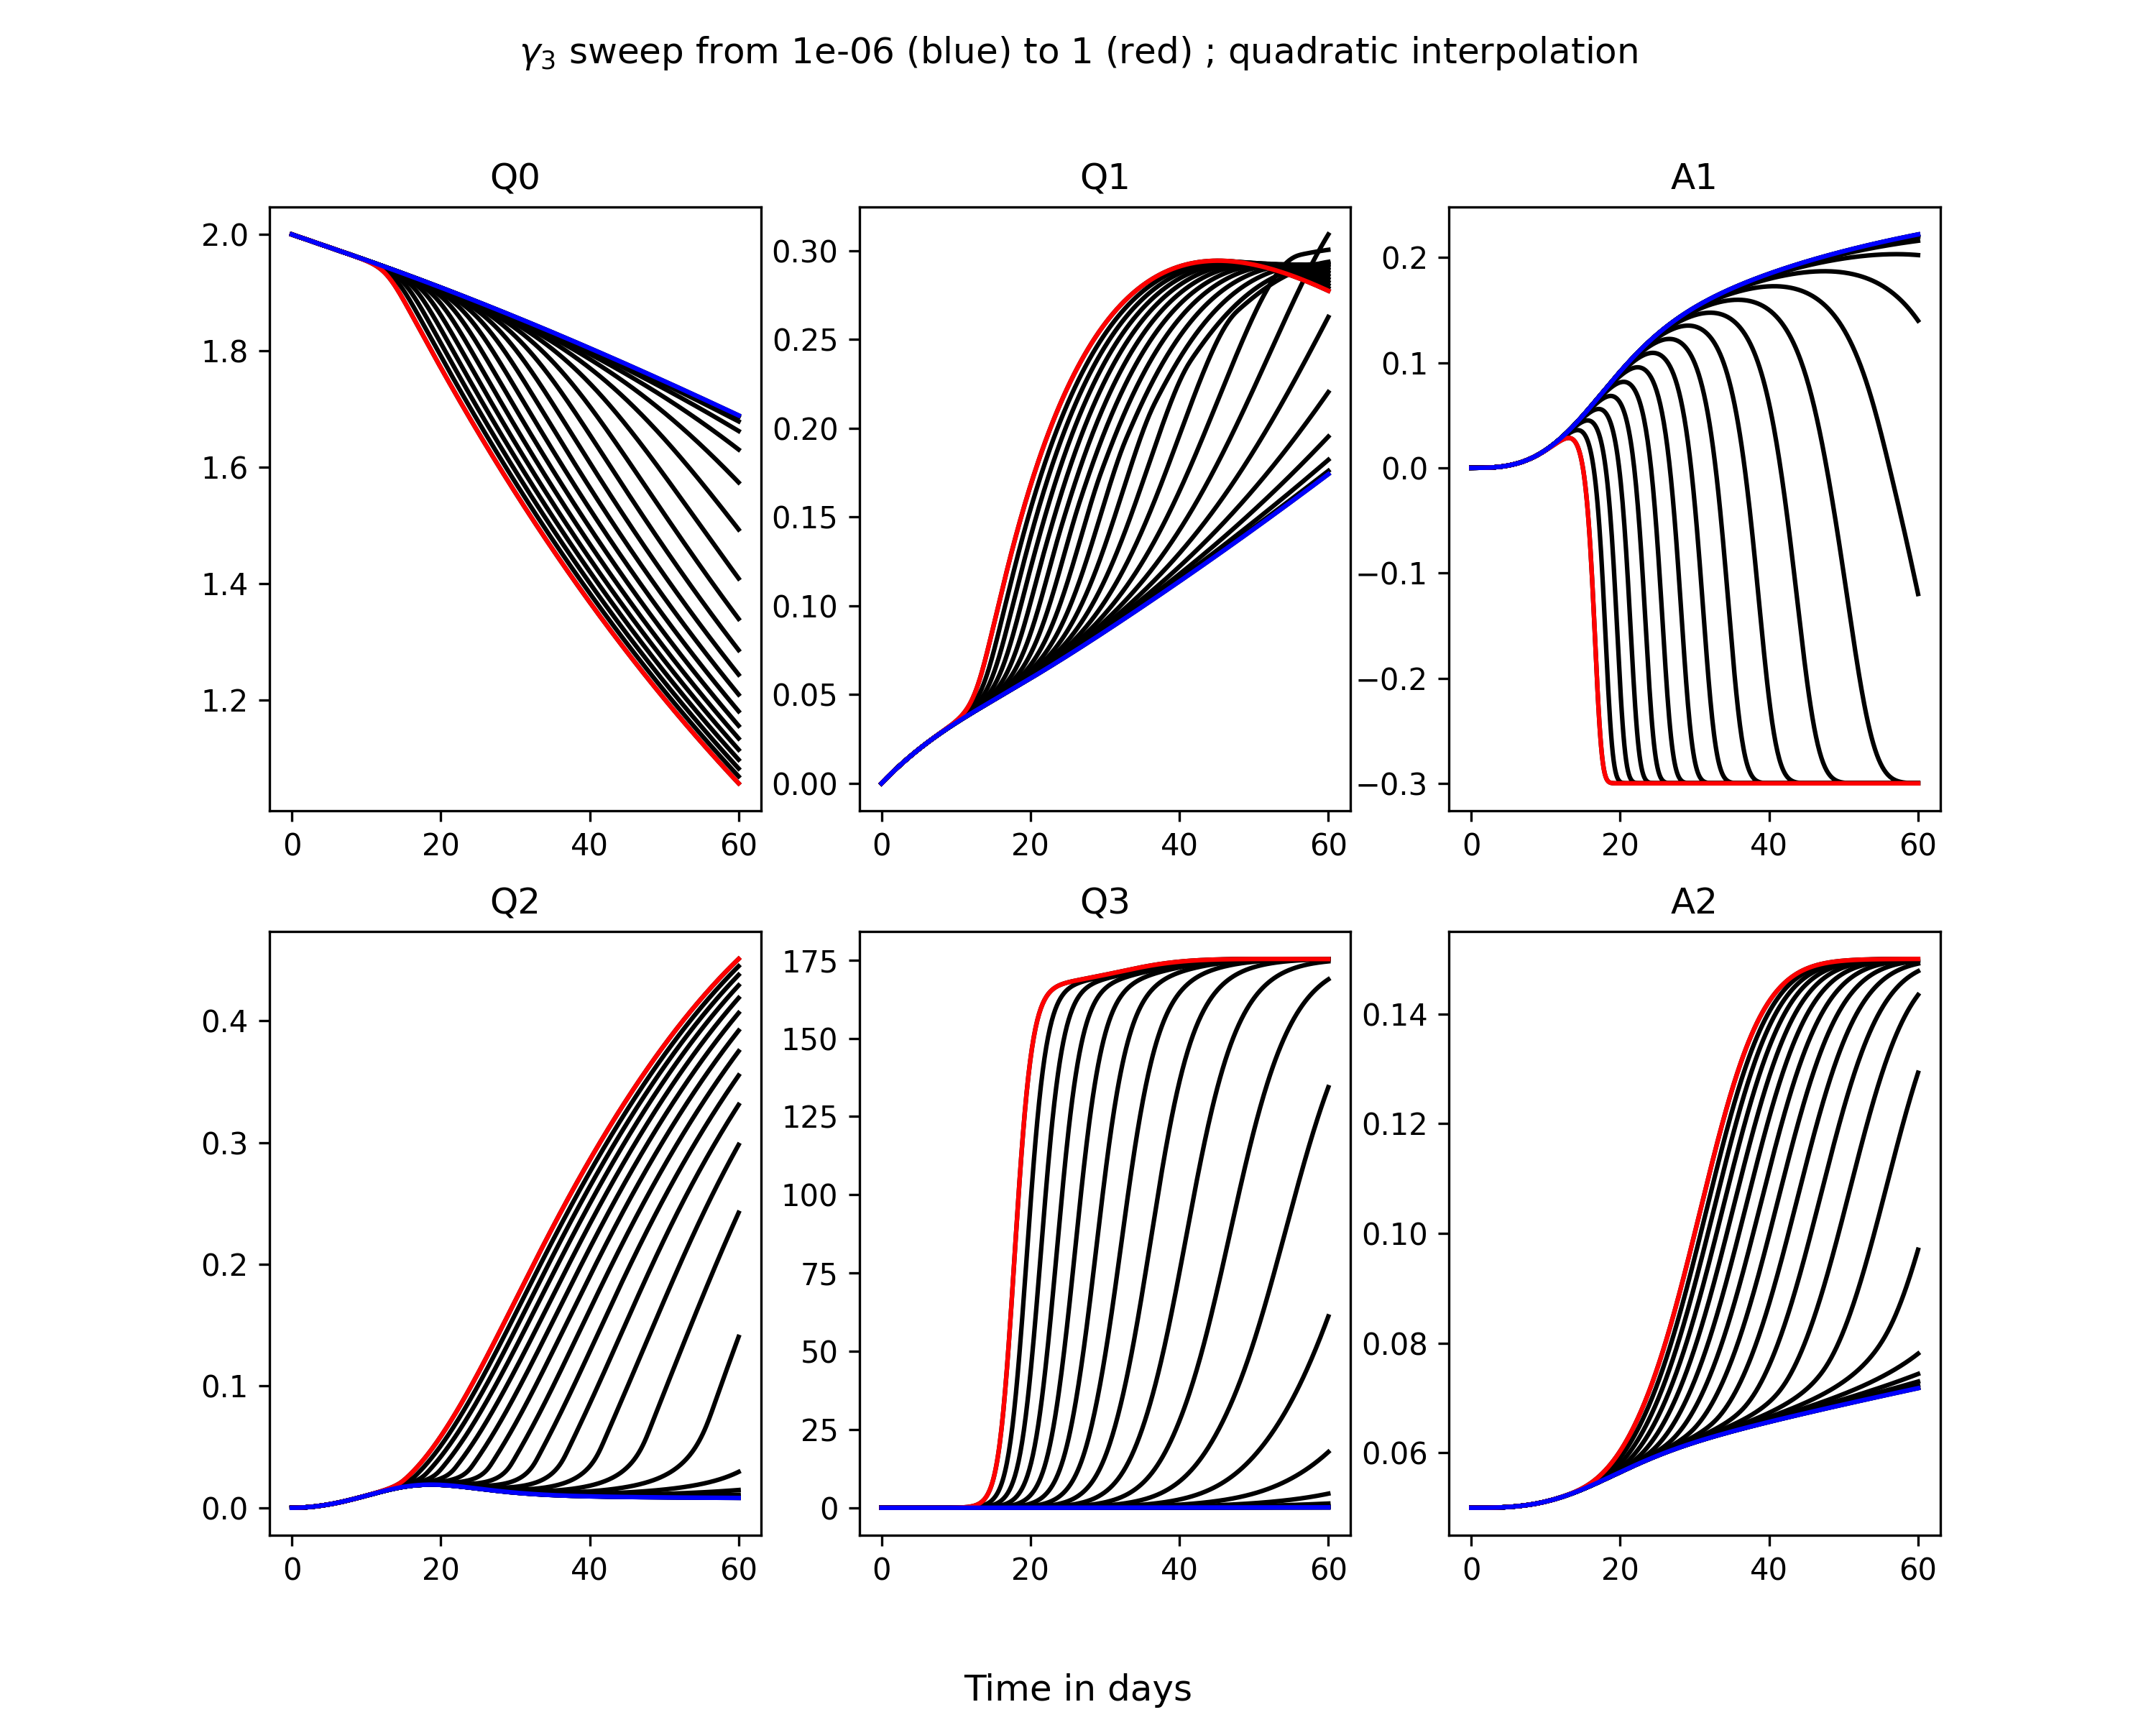 γ₃ sweep from 1e-06 (blue) to 1 (red) ; quadratic interpolation
Q0
2.0
1.8
1.6
1.4
1.2
0 20 40 60
Q1
0.30
0.25
0.20
0.15
0.10
0.05
0.00
0 20 40 60
A1
0.2
0.1
0.0
−0.1
−0.2
−0.3
0 20 40 60
Q2
0.4
0.3
0.2
0.1
0.0
0 20 40 60
Q3
175
150
125
100
75
50
25
0
0 20 40 60
A2
0.14
0.12
0.10
0.08
0.06
0 20 40 60
Time in days